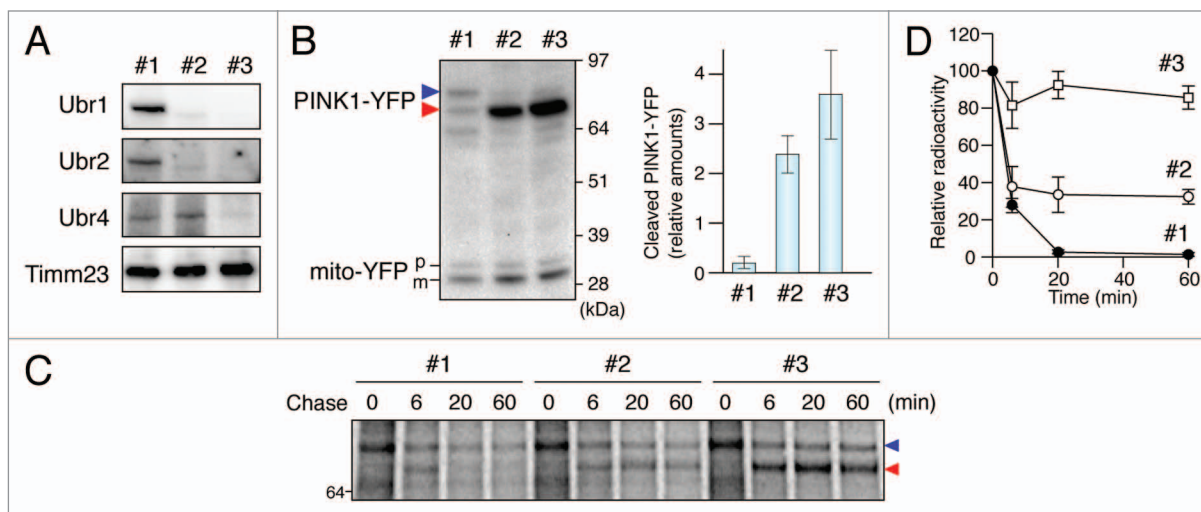 A
#1 #2 #3
Ubr1
Ubr2
Ubr4
Timm23
B
#1 #2 #3
PINK1-YFP
mito-YFP
p
m
97
64
51
39
28
(kDa)
Cleaved PINK1-YFP
(relative amounts)
4
3
2
1
0
#1 #2 #3
D
Relative radioactivity
120
100
80
60
40
20
0
#3
#2
#1
0 20 40 60
Time (min)
C
#1 #2 #3
Chase 0 6 20 60 0 6 20 60 0 6 20 60 (min)
64